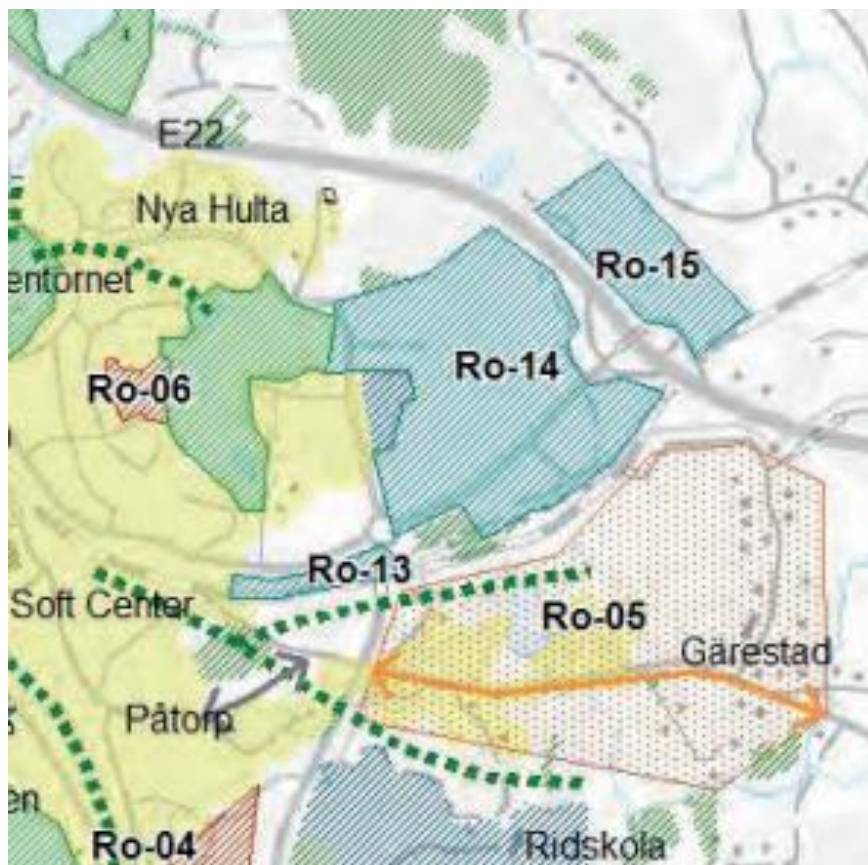 E22
Nya Hulta
Ro-15
entornet
Ro-14
Ro-06
Ro-13
Soft Center
Ro-05
Gärestad
Påtorp
en
Ro-04
Ridskola